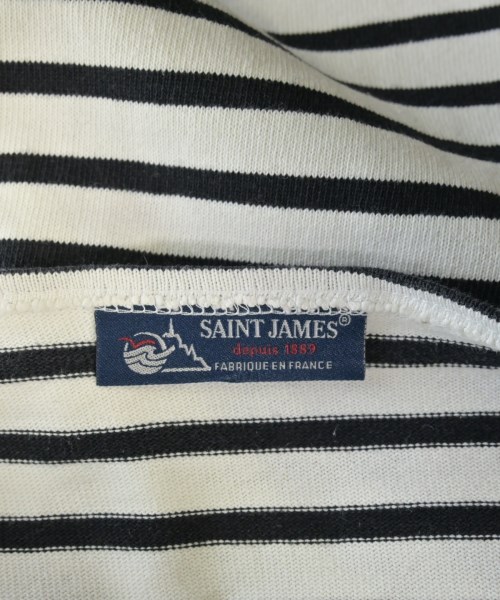 SAINT JAMES®
depuis 1889
FABRIQUE EN FRANCE